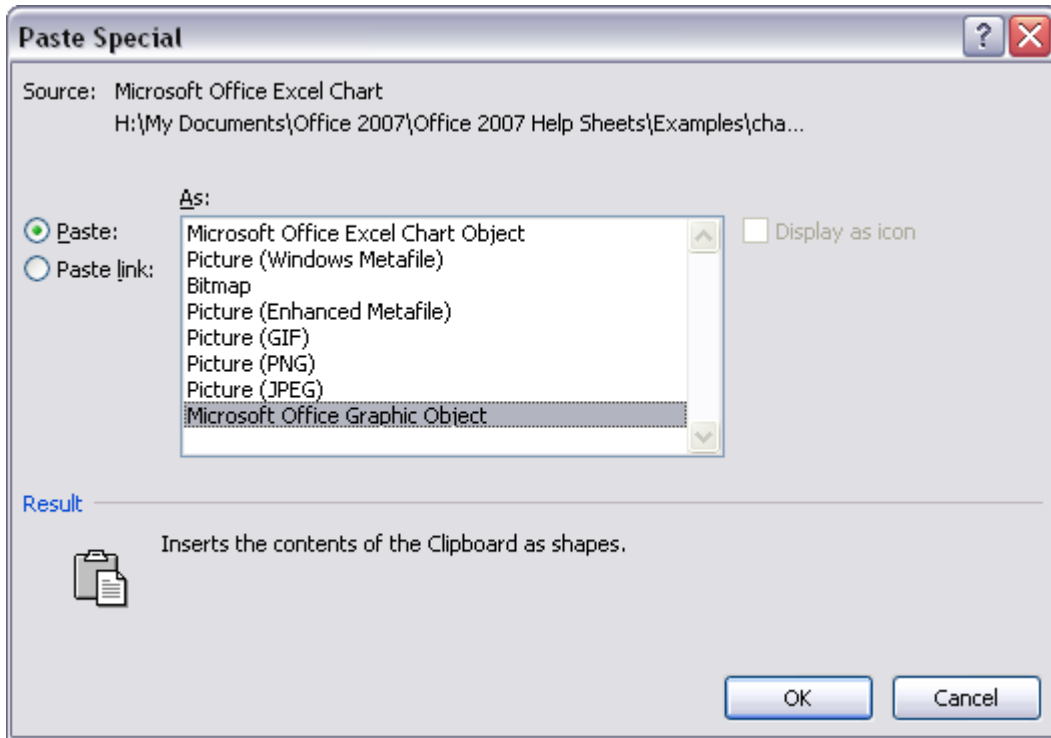 Paste Special
Source: Microsoft Office Excel Chart
H:\My Documents\Office 2007\Office 2007 Help Sheets\Examples\cha...
As:
Paste:
Paste link:
Microsoft Office Excel Chart Object
Picture (Windows Metafile)
Bitmap
Picture (Enhanced Metafile)
Picture (GIF)
Picture (PNG)
Picture (JPEG)
Microsoft Office Graphic Object
Display as icon
Result
Inserts the contents of the Clipboard as shapes.
OK
Cancel